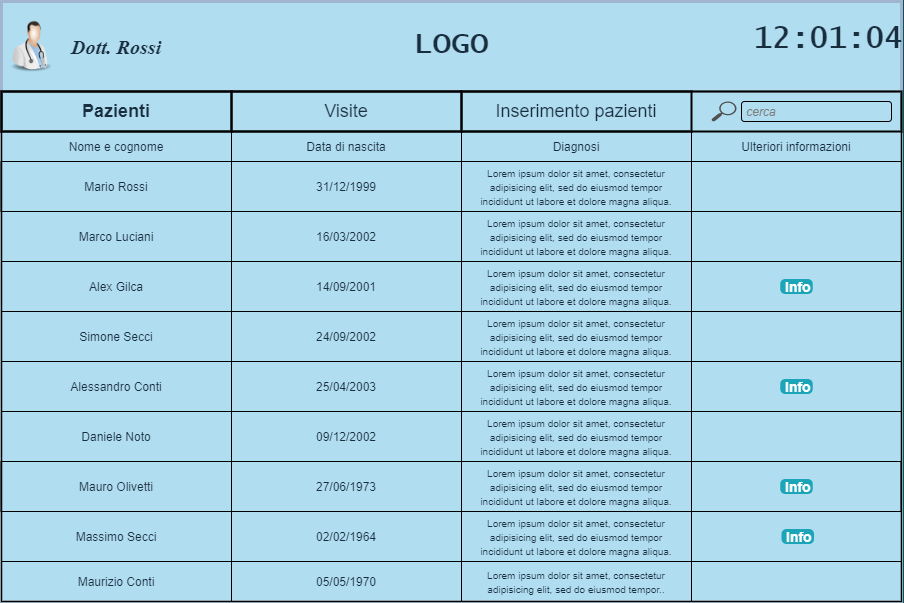 Dott. Rossi
LOGO
12:01:04
Pazienti
Visite
Inserimento pazienti
cerca
Nome e cognome
Data di nascita
Diagnosi
Ulteriori informazioni
Mario Rossi
31/12/1999
Lorem ipsum dolor sit amet, consectetur
adipisicing elit, sed do eiusmod tempor
incididunt ut labore et dolore magna aliqua.
Marco Luciani
16/03/2002
Lorem ipsum dolor sit amet, consectetur
adipisicing elit, sed do eiusmod tempor
incididunt ut labore et dolore magna aliqua.
Alex Gilca
14/09/2001
Lorem ipsum dolor sit amet, consectetur
adipisicing elit, sed do eiusmod tempor
incididunt ut labore et dolore magna aliqua.
Info
Simone Secci
24/09/2002
Lorem ipsum dolor sit amet, consectetur
adipisicing elit, sed do eiusmod tempor
incididunt ut labore et dolore magna aliqua.
Alessandro Conti
25/04/2003
Lorem ipsum dolor sit amet, consectetur
adipisicing elit, sed do eiusmod tempor
incididunt ut labore et dolore magna aliqua.
Info
Daniele Noto
09/12/2002
Lorem ipsum dolor sit amet, consectetur
adipisicing elit, sed do eiusmod tempor
incididunt ut labore et dolore magna aliqua.
Mauro Olivetti
27/06/1973
Lorem ipsum dolor sit amet, consectetur
adipisicing elit, sed do eiusmod tempor
incididunt ut labore et dolore magna aliqua.
Info
Massimo Secci
02/02/1964
Lorem ipsum dolor sit amet, consectetur
adipisicing elit, sed do eiusmod tempor
incididunt ut labore et dolore magna aliqua.
Info
Maurizio Conti
05/05/1970
Lorem ipsum dolor sit amet, consectetur
adipisicing elit, sed do eiusmod tempor..